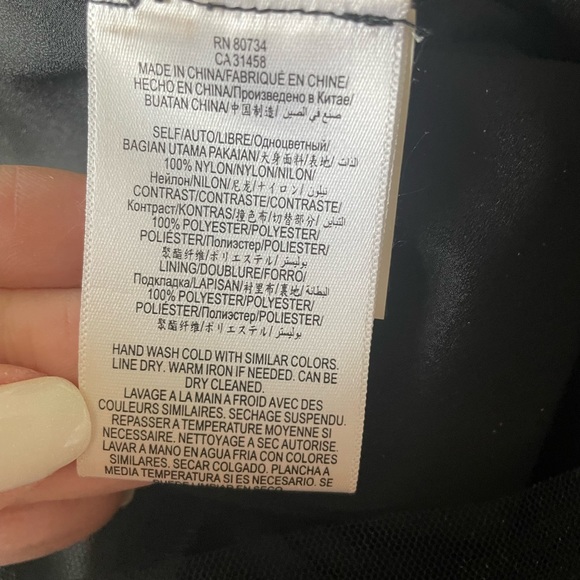 RN 80734
CA 31458
MADE IN CHINA/FABRIQUÉ EN CHINE/
HECHO EN CHINA/Произведено в Китае/
BUATAN CHINA/中国制造/ صنع في الصين/
SELF/AUTO/LIBRE/Одноцветный/
BAGIAN UTAMA PAKAIAN/大身面料/表地/ الذات/
100% NYLON/NYLON/NILON/
Нейлон/NILON/尼龙/ナイロン/ نيلون/
CONTRAST/CONTRASTE/CONTRASTE/
Контраст/KONTRAS/撞色布/切替部分/ التباين/
100% POLYESTER/POLYESTER/
POLIÉSTER/Полиэстер/POLIESTER/
聚酯纤维/ポリエステル/ بوليستر/
LINING/DOUBLURE/FORRO/
Подкладка/LAPISAN/衬里布/裏地/ البطانة/
100% POLYESTER/POLYESTER/
POLIÉSTER/Полиэстер/POLIESTER/
聚酯纤维/ポリエステル/ بوليستر/
HAND WASH COLD WITH SIMILAR COLORS.
LINE DRY. WARM IRON IF NEEDED. CAN BE
DRY CLEANED.
LAVAGE A LA MAIN A FROID AVEC DES
COULEURS SIMILAIRES. SECHAGE SUSPENDU.
REPASSER A TEMPERATURE MOYENNE SI
NECESSAIRE. NETTOYAGE A SEC AUTORISE.
LAVAR A MANO EN AGUA FRIA CON COLORES
SIMILARES. SECAR COLGADO. PLANCHA A
MEDIA TEMPERATURA SI ES NECESARIO. SE
PUEDE LIMPIAR EN SECO